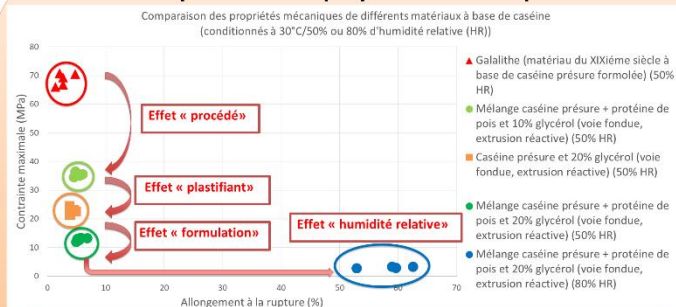 Comparaison des propriétés mécaniques de différents matériaux à base de caséine
(conditionnés à 30°C/50% ou 80% d'humidité relative (HR))
Contrainte maximale (MPa)
80
70
60
50
40
30
20
10
0
0
10
20
30
40
50
60
70
Allongement à la rupture (%)
Effet « procédé»
Effet « plastifiant»
Effet « formulation»
Effet « humidité relative»
Galalithe (matériau du XIXiéme siècle à
base de caséine présure formolée) (50%
HR)
Mélange caséine présure + protéine de
pois et 10% glycérol (voie fondue,
extrusion réactive) (50% HR)
Caséine présure et 20% glycérol (voie
fondue, extrusion réactive) (50% HR)
Mélange caséine présure + protéine de
pois et 20% glycérol (voie fondue,
extrusion réactive) (50% HR)
Mélange caséine présure + protéine de
pois et 20% glycérol (voie fondue,
extrusion réactive) (80% HR)